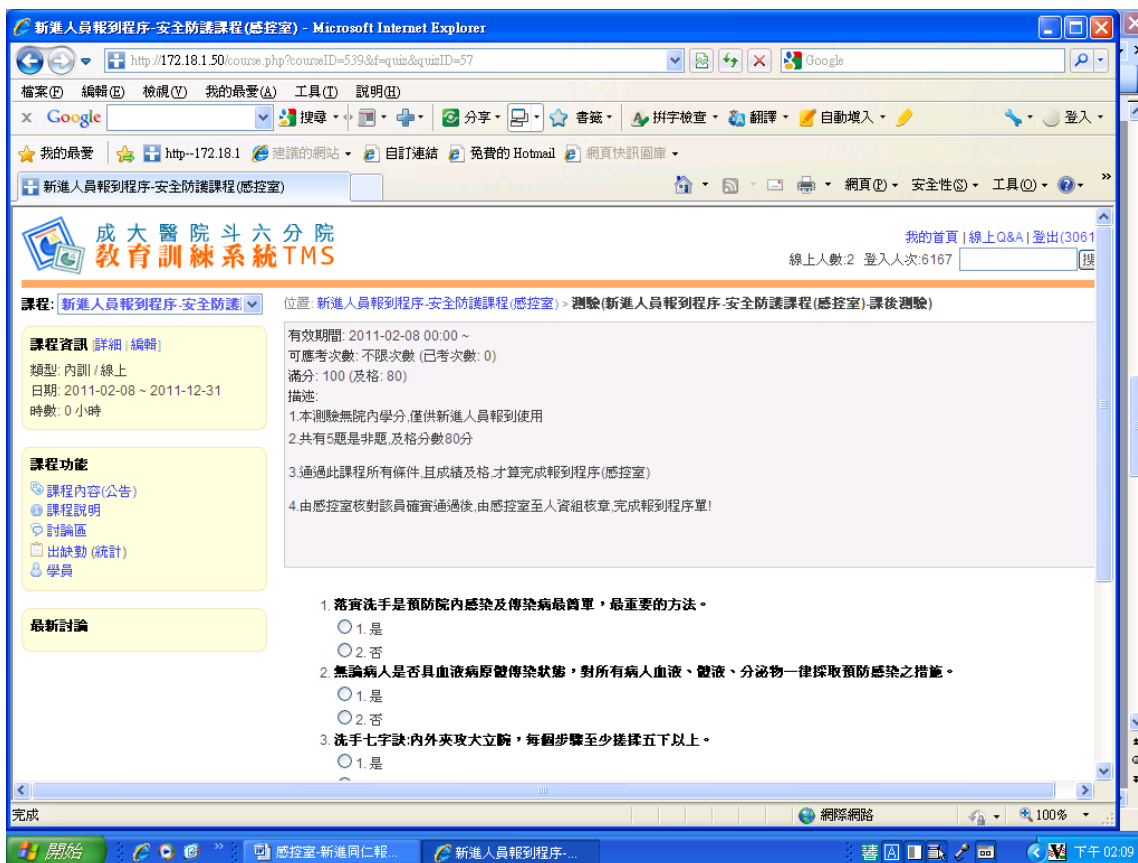 新進人員報到程序-安全防護課程(感控室) - Microsoft Internet Explorer
http://172.18.1.50/course.php?courseID=539&f=quiz&quizID=57
Google
檔案(F) 編輯(E) 檢視(V) 我的最愛(A) 工具(T) 說明(H)
x Google 搜尋 分享 書籤 拼字檢查 翻譯 自動填入 登入
我的最愛 http--172.18.1 建議的網站 自訂連結 免費的 Hotmail 網頁快訊圖庫
新進人員報到程序-安全防護課程(感控室) 網頁(P) 安全性(S) 工具(O) »
成大醫院斗六分院
教育訓練系統TMS
我的首頁 | 線上Q&A | 登出(3061
線上人數:2 登入人次:6167 搜
課程: 新進人員報到程序-安全防護
位置: 新進人員報到程序-安全防護課程(感控室) > 測驗(新進人員報到程序-安全防護課程(感控室)-課後測驗)
課程資訊 [詳細 | 編輯]
類型: 內訓 / 線上
日期: 2011-02-08 ~ 2011-12-31
時數: 0 小時
課程功能
課程內容(公告)
課程說明
討論區
出缺勤 (統計)
學員
最新討論
有效期間: 2011-02-08 00:00 ~
可應考次數: 不限次數 (已考次數: 0)
滿分: 100 (及格: 80)
描述:
1.本測驗無院內學分,僅供新進人員報到使用
2.共有5題是非題,及格分數80分
3.通過此課程所有條件,且成績及格,才算完成報到程序(感控室)
4.由感控室核對該員確實通過後,由感控室至人資組核章,完成報到程序單!
1. 落實洗手是預防院內感染及傳染病最簡單,最重要的方法。
1. 是
2. 否
2. 無論病人是否具血液病原體傳染狀態,對所有病人血液、體液、分泌物一律採取預防感染之措施。
1. 是
2. 否
3. 洗手七字訣:內外夾攻大立腕,每個步驟至少搓揉五下以上。
1. 是
完成 網際網路 100%
開始 感控室-新進同仁報... 新進人員報到程序-... 下午 02:09